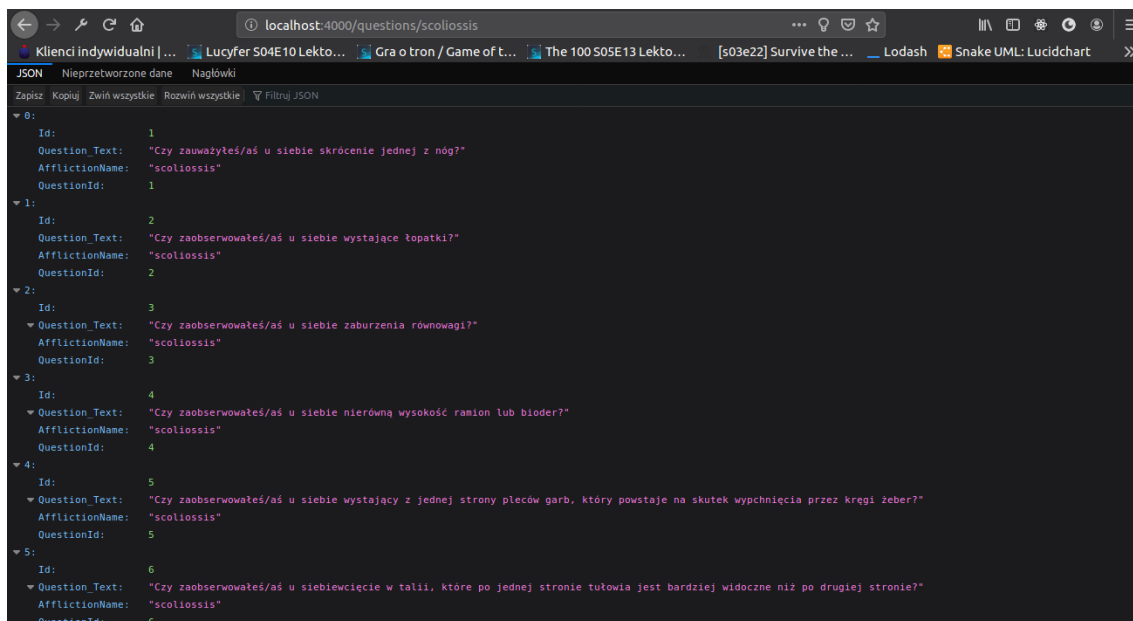 localhost:4000/questions/scoliossis
Klienci indywidualni | ... Lucyfer S04E10 Lekto... Gra o tron / Game of t... The 100 S05E13 Lekto... [s03e22] Survive the ... Lodash Snake UML: Lucidchart
JSON Nieprzetworzone dane Nagłówki
Zapisz Kopiuj Zwiń wszystkie Rozwiń wszystkie Filtruj JSON
0:
Id: 1
Question_Text: "Czy zauważyłeś/aś u siebie skrócenie jednej z nóg?"
AfflictionName: "scoliossis"
QuestionId: 1
1:
Id: 2
Question_Text: "Czy zaobserwowałeś/aś u siebie wystające łopatki?"
AfflictionName: "scoliossis"
QuestionId: 2
2:
Id: 3
Question_Text: "Czy zaobserwowałeś/aś u siebie zaburzenia równowagi?"
AfflictionName: "scoliossis"
QuestionId: 3
3:
Id: 4
Question_Text: "Czy zaobserwowałeś/aś u siebie nierówną wysokość ramion lub bioder?"
AfflictionName: "scoliossis"
QuestionId: 4
4:
Id: 5
Question_Text: "Czy zaobserwowałeś/aś u siebie wystający z jednej strony pleców garb, który powstaje na skutek wypchnięcia przez kręgi żeber?"
AfflictionName: "scoliossis"
QuestionId: 5
5:
Id: 6
Question_Text: "Czy zaobserwowałeś/aś u siebiewcięcie w talii, które po jednej stronie tułowia jest bardziej widoczne niż po drugiej stronie?"
AfflictionName: "scoliossis"
QuestionId: 6